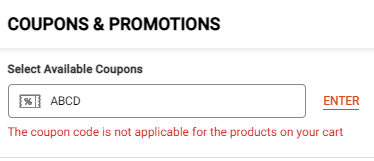 COUPONS & PROMOTIONS
Select Available Coupons
% ABCD ENTER
The coupon code is not applicable for the products on your cart